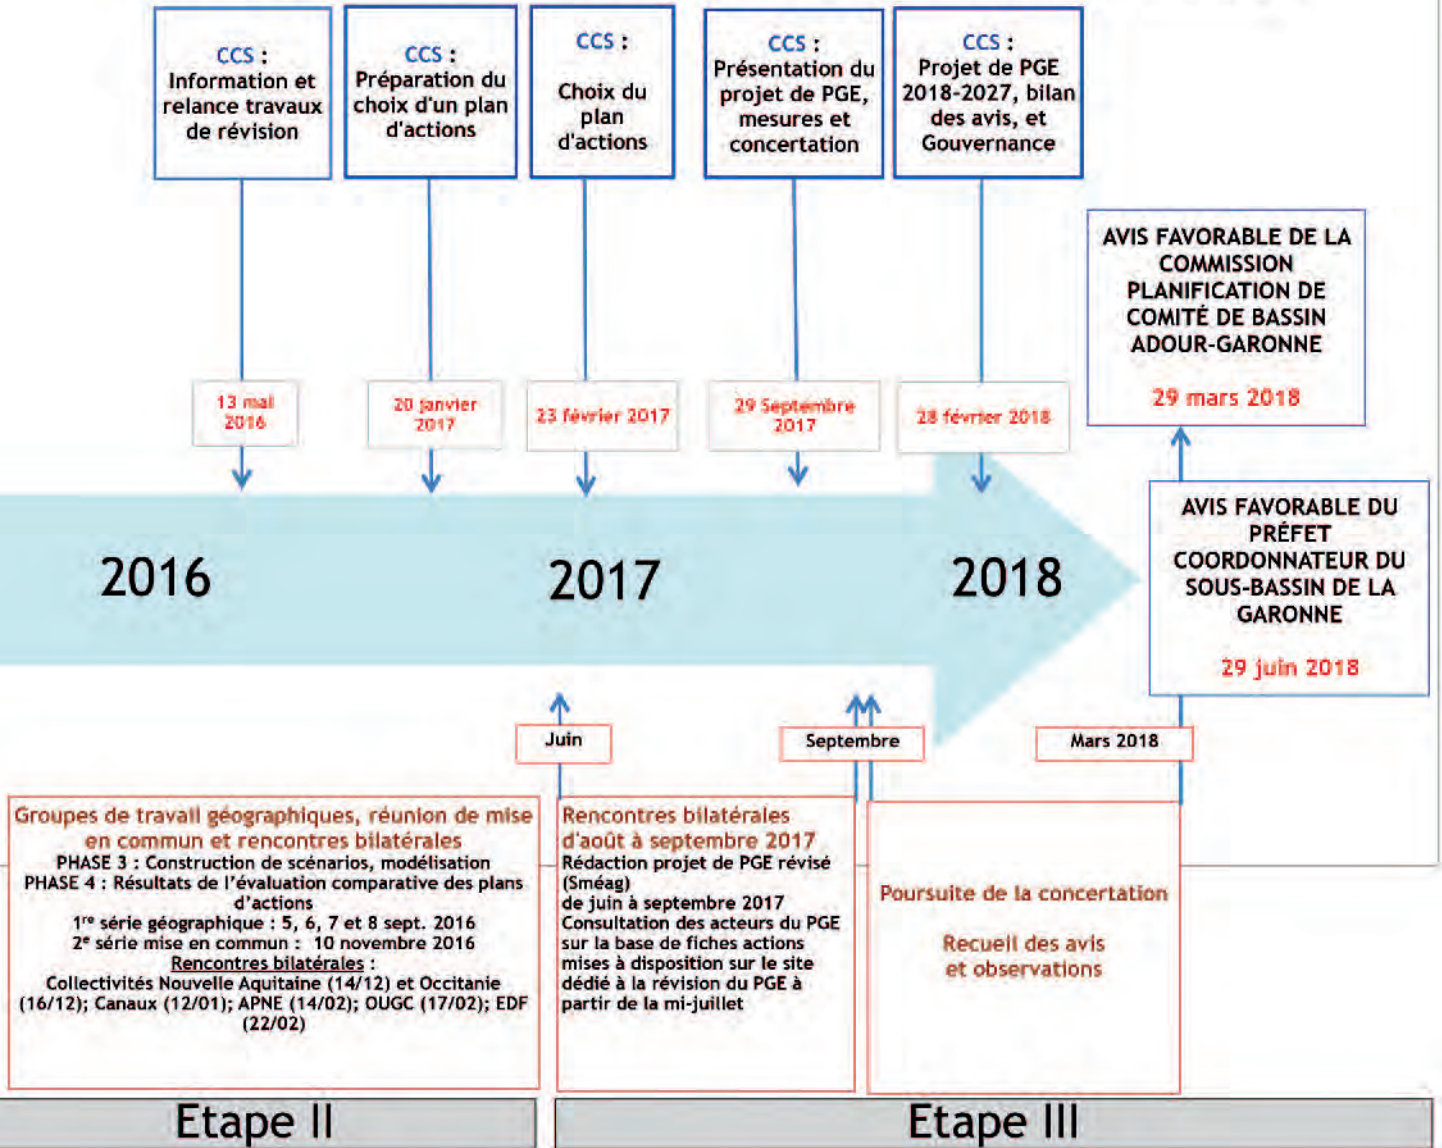 CCS :
Information et
relance travaux
de révision
CCS :
Préparation du
choix d'un plan
d'actions
CCS :
Choix du
plan
d'actions
CCS :
Présentation du
projet de PGE,
mesures et
concertation
CCS :
Projet de PGE
2018-2027, bilan
des avis, et
Gouvernance
AVIS FAVORABLE DE LA
COMMISSION
PLANIFICATION DE
COMITÉ DE BASSIN
ADOUR-GARONNE
29 mars 2018
13 mai
2016
20 janvier
2017
23 février 2017
29 Septembre
2017
28 février 2018
AVIS FAVORABLE DU
PRÉFET
COORDONNATEUR DU
SOUS-BASSIN DE LA
GARONNE
29 juin 2018
2016
2017
2018
Juin
Septembre
Mars 2018
Groupes de travail géographiques, réunion de mise
en commun et rencontres bilatérales
PHASE 3 : Construction de scénarios, modélisation
PHASE 4 : Résultats de l'évaluation comparative des plans
d'actions
1re série géographique : 5, 6, 7 et 8 sept. 2016
2e série mise en commun : 10 novembre 2016
Rencontres bilatérales :
Collectivités Nouvelle Aquitaine (14/12) et Occitanie
(16/12); Canaux (12/01); APNE (14/02); OUGC (17/02); EDF
(22/02)
Rencontres bilatérales
d'août à septembre 2017
Rédaction projet de PGE révisé
(Sméag)
de juin à septembre 2017
Consultation des acteurs du PGE
sur la base de fiches actions
mises à disposition sur le site
dédié à la révision du PGE à
partir de la mi-juillet
Poursuite de la concertation
Recueil des avis
et observations
Etape II
Etape III